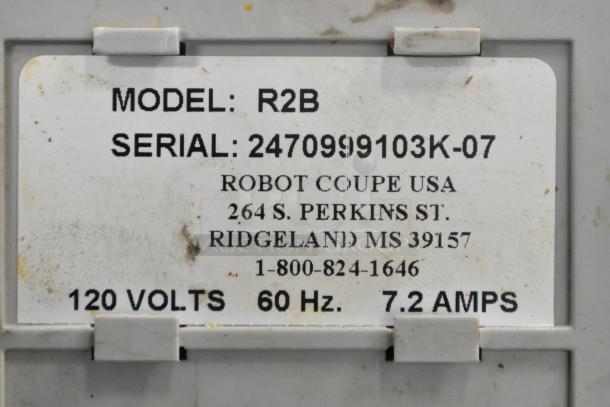 MODEL: R2B
SERIAL: 2470999103K-07
ROBOT COUPE USA
264 S. PERKINS ST.
RIDGELAND MS 39157
1-800-824-1646
120 VOLTS 60 Hz. 7.2 AMPS